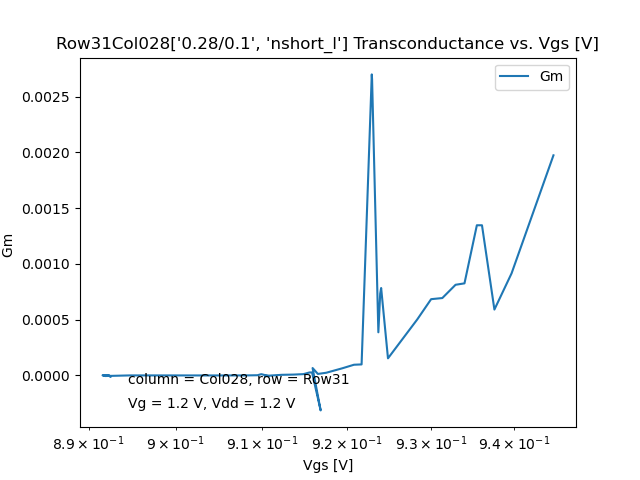 Row31Col028['0.28/0.1', 'nshort_l'] Transconductance vs. Vgs [V]
Gm
0.0025
0.0020
0.0015
0.0010
0.0005
0.0000
Gm
column = Col028, row = Row31
Vg = 1.2 V, Vdd = 1.2 V
8.9 × 10⁻¹ 9 × 10⁻¹ 9.1 × 10⁻¹ 9.2 × 10⁻¹ 9.3 × 10⁻¹ 9.4 × 10⁻¹
Vgs [V]